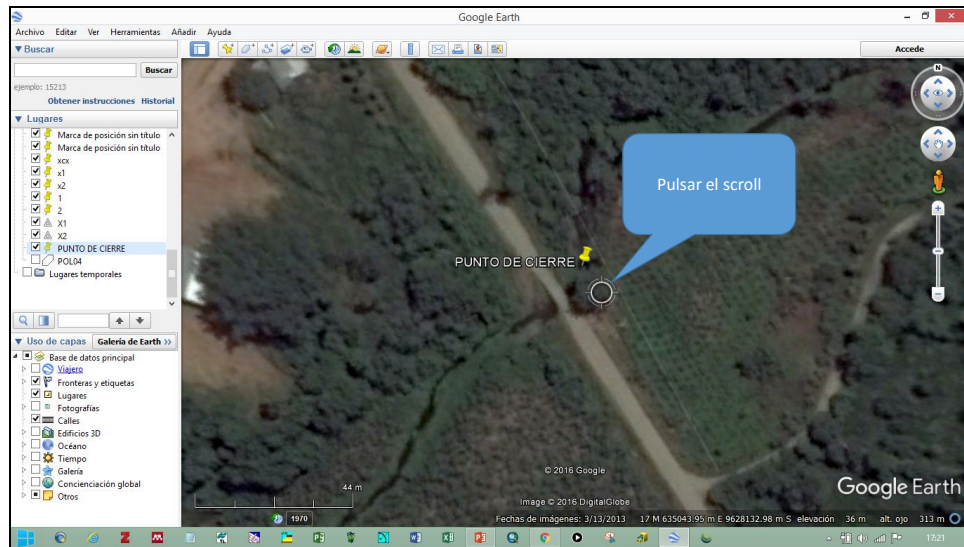 Google Earth
Archivo Editar Ver Herramientas Añadir Ayuda
Buscar
Buscar
ejemplo: 15213
Obtener instrucciones Historial
Lugares
Marca de posición sin título
Marca de posición sin título
xcx
x1
x2
1
2
X1
X2
PUNTO DE CIERRE
POL04
Lugares temporales
Uso de capas Galería de Earth >>
Base de datos principal
Viajero
Fronteras y etiquetas
Lugares
Fotografías
Calles
Edificios 3D
Océano
Tiempo
Galería
Concienciación global
Otros
Accede
N
Pulsar el scroll
PUNTO DE CIERRE
© 2016 Google
44 m
Image © 2016 DigitalGlobe
Google Earth
1970
Fechas de imágenes: 3/13/2013 17 M 635043.95 m E 9628132.98 m S elevación 36 m alt. ojo 313 m
17:21